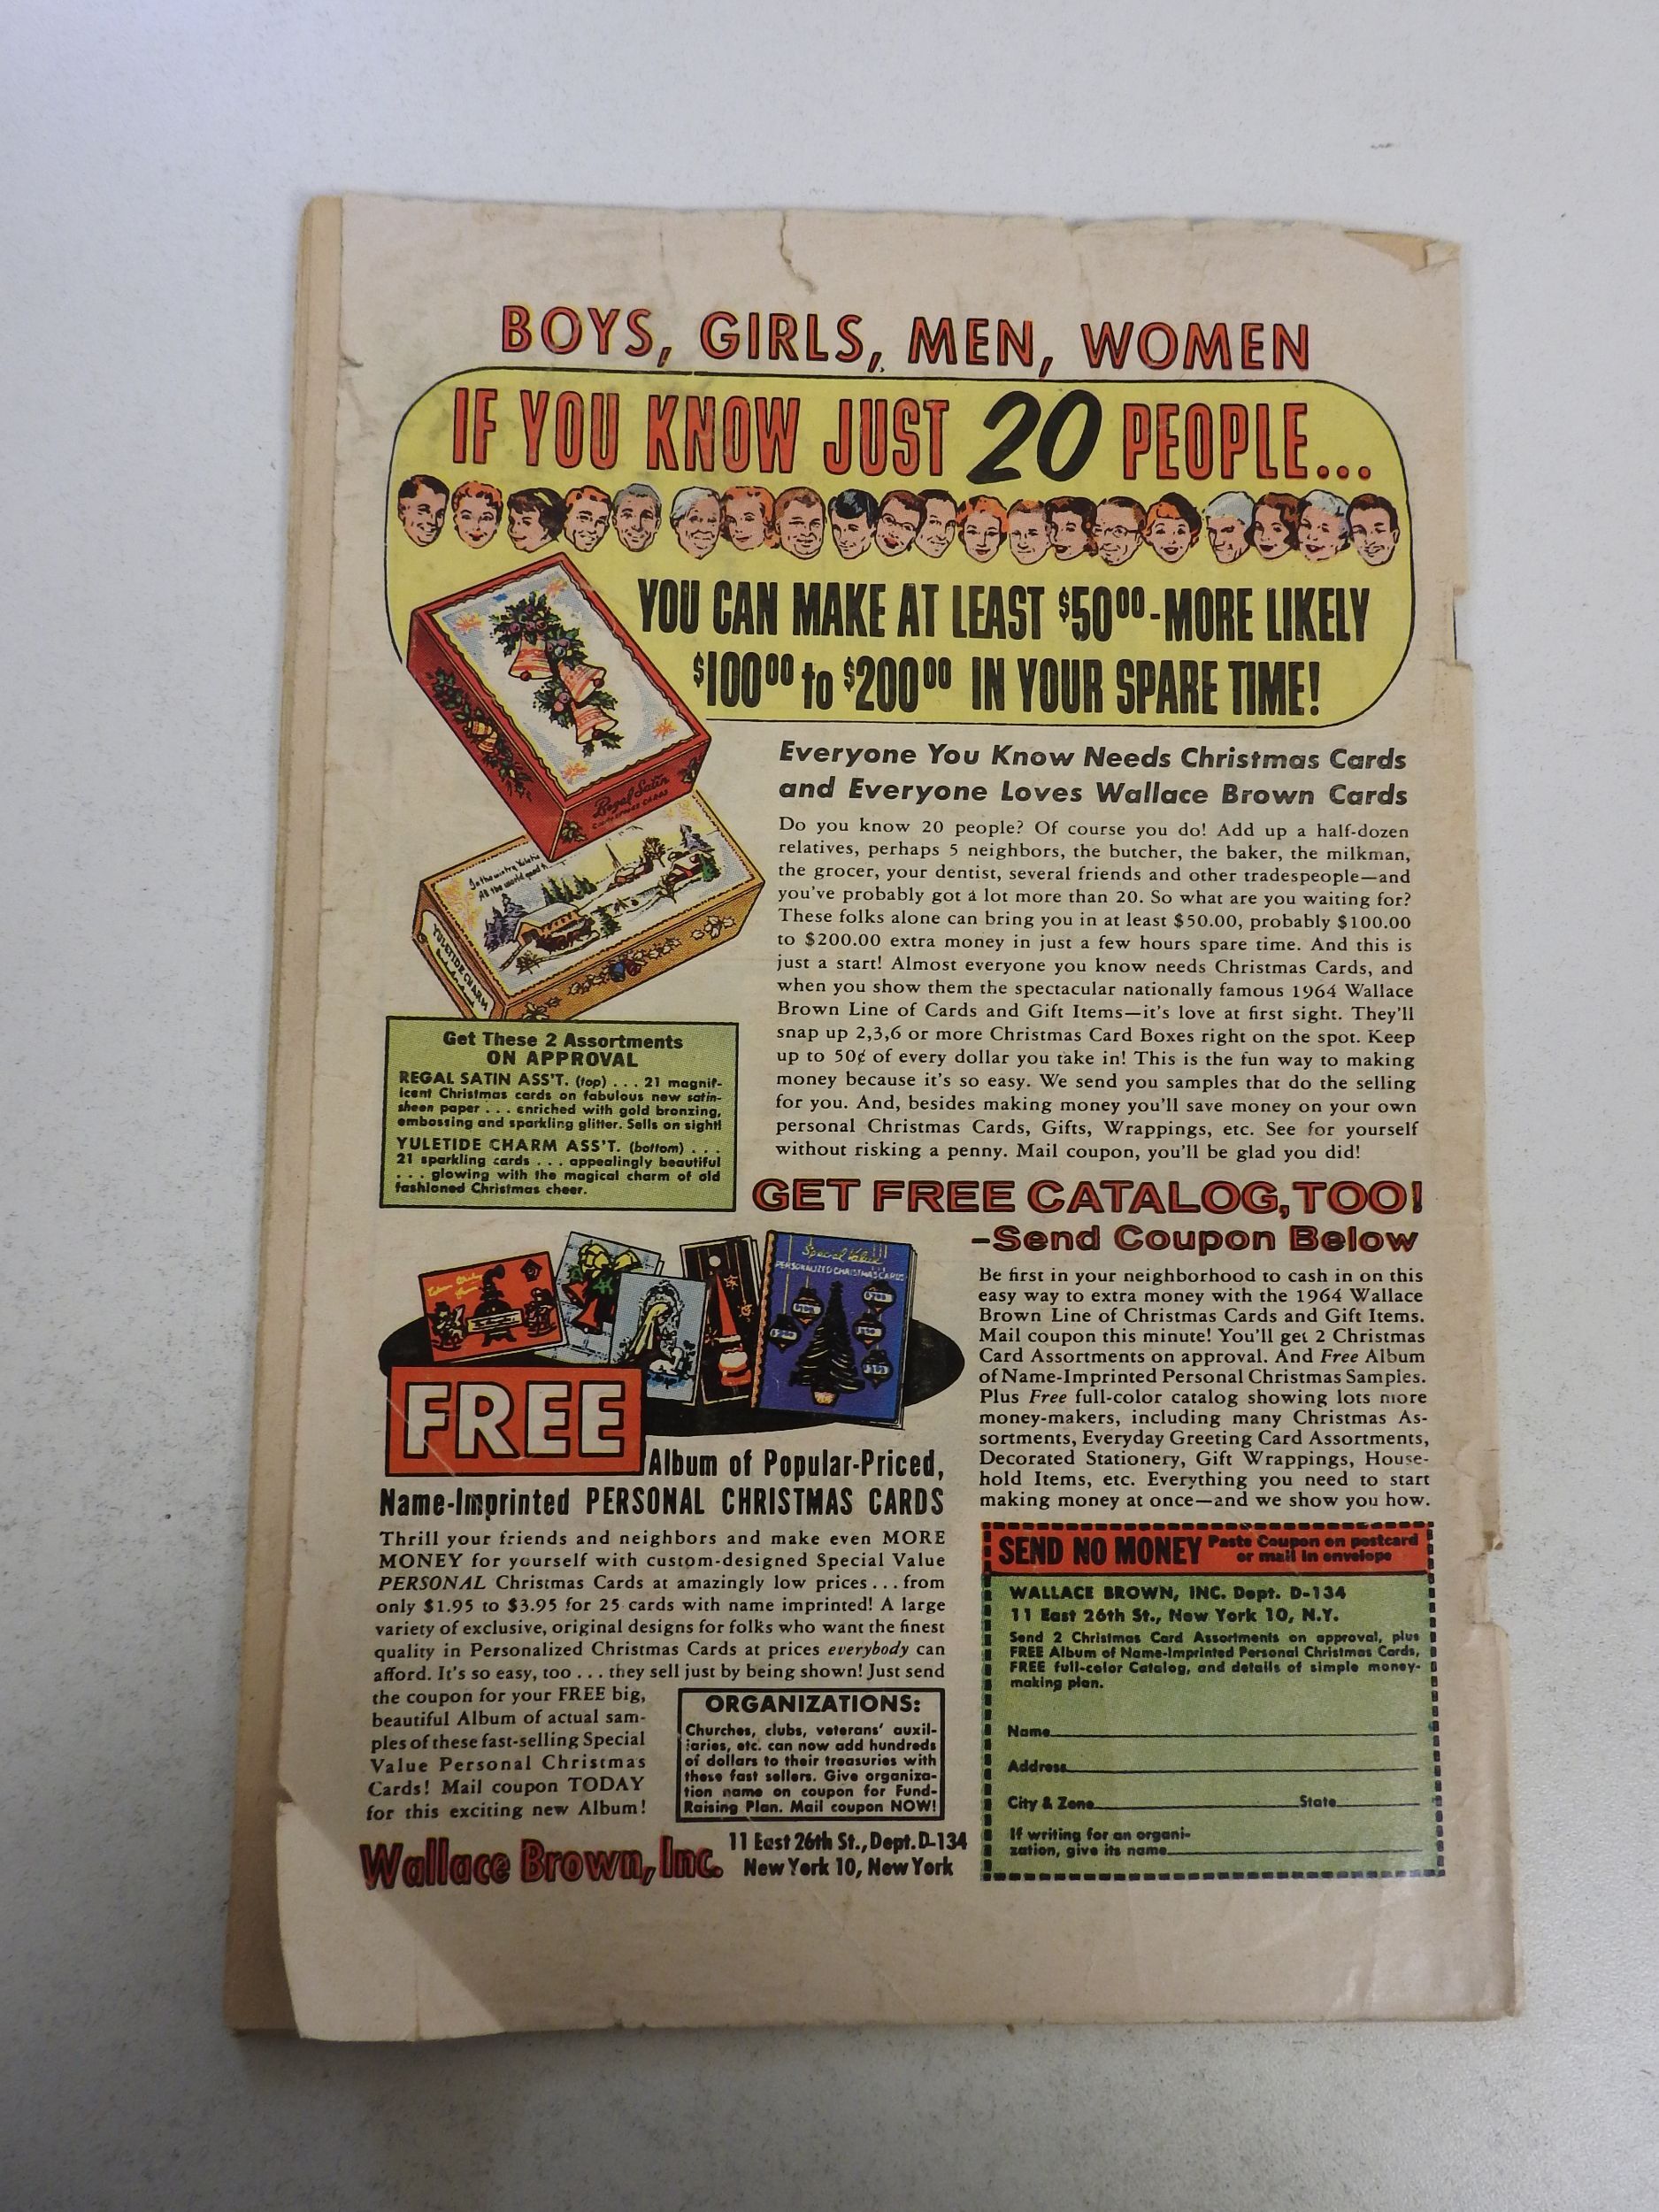 BOYS, GIRLS, MEN, WOMEN
IF YOU KNOW JUST 20 PEOPLE...
YOU CAN MAKE AT LEAST $50⁰⁰-MORE LIKELY
$100⁰⁰ to $200⁰⁰ IN YOUR SPARE TIME!
Regal Satin
CHRISTMAS CARDS
In the wintry Yuletide
All the world
YULETIDE CHARM
Everyone You Know Needs Christmas Cards
and Everyone Loves Wallace Brown Cards
Do you know 20 people? Of course you do! Add up a half-dozen
relatives, perhaps 5 neighbors, the butcher, the baker, the milkman,
the grocer, your dentist, several friends and other tradespeople—and
you've probably got a lot more than 20. So what are you waiting for?
These folks alone can bring you in at least $50.00, probably $100.00
to $200.00 extra money in just a few hours spare time. And this is
just a start! Almost everyone you know needs Christmas Cards, and
when you show them the spectacular nationally famous 1964 Wallace
Brown Line of Cards and Gift Items—it's love at first sight. They'll
snap up 2,3,6 or more Christmas Card Boxes right on the spot. Keep
up to 50¢ of every dollar you take in! This is the fun way to making
money because it's so easy. We send you samples that do the selling
for you. And, besides making money you'll save money on your own
personal Christmas Cards, Gifts, Wrappings, etc. See for yourself
without risking a penny. Mail coupon, you'll be glad you did!
Get These 2 Assortments
ON APPROVAL
REGAL SATIN ASS'T. (top) . . . 21 magnif-
icent Christmas cards on fabulous new satin-
sheen paper . . . enriched with gold bronzing,
embossing and sparkling glitter. Sells on sight!
YULETIDE CHARM ASS'T. (bottom) . . .
21 sparkling cards . . . appealingly beautiful
. . . glowing with the magical charm of old
fashioned Christmas cheer.
GET FREE CATALOG, TOO!
-Send Coupon Below
Special Value
PERSONALIZED CHRISTMAS CARDS
Be first in your neighborhood to cash in on this
easy way to extra money with the 1964 Wallace
Brown Line of Christmas Cards and Gift Items.
Mail coupon this minute! You'll get 2 Christmas
Card Assortments on approval. And Free Album
of Name-Imprinted Personal Christmas Samples.
Plus Free full-color catalog showing lots more
money-makers, including many Christmas As-
sortments, Everyday Greeting Card Assortments,
Decorated Stationery, Gift Wrappings, House-
hold Items, etc. Everything you need to start
making money at once—and we show you how.
FREE
Album of Popular-Priced,
Name-Imprinted PERSONAL CHRISTMAS CARDS
Thrill your friends and neighbors and make even MORE
MONEY for yourself with custom-designed Special Value
PERSONAL Christmas Cards at amazingly low prices . . . from
only $1.95 to $3.95 for 25 cards with name imprinted! A large
variety of exclusive, original designs for folks who want the finest
quality in Personalized Christmas Cards at prices everybody can
afford. It's so easy, too . . . they sell just by being shown! Just send
the coupon for your FREE big,
beautiful Album of actual sam-
ples of these fast-selling Special
Value Personal Christmas
Cards! Mail coupon TODAY
for this exciting new Album!
ORGANIZATIONS:
Churches, clubs, veterans' auxil-
iaries, etc. can now add hundreds
of dollars to their treasuries with
these fast sellers. Give organiza-
tion name on coupon for Fund-
Raising Plan. Mail coupon NOW!
Wallace Brown, Inc.
11 East 26th St., Dept. D-134
New York 10, New York
SEND NO MONEY Paste Coupon on postcard
or mail in envelope
WALLACE BROWN, INC. Dept. D-134
11 East 26th St., New York 10, N.Y.
Send 2 Christmas Card Assortments on approval, plus
FREE Album of Name-Imprinted Personal Christmas Cards,
FREE full-color Catalog, and details of simple money-
making plan.
Name
Address
City & Zone State
If writing for an organi-
zation, give its name